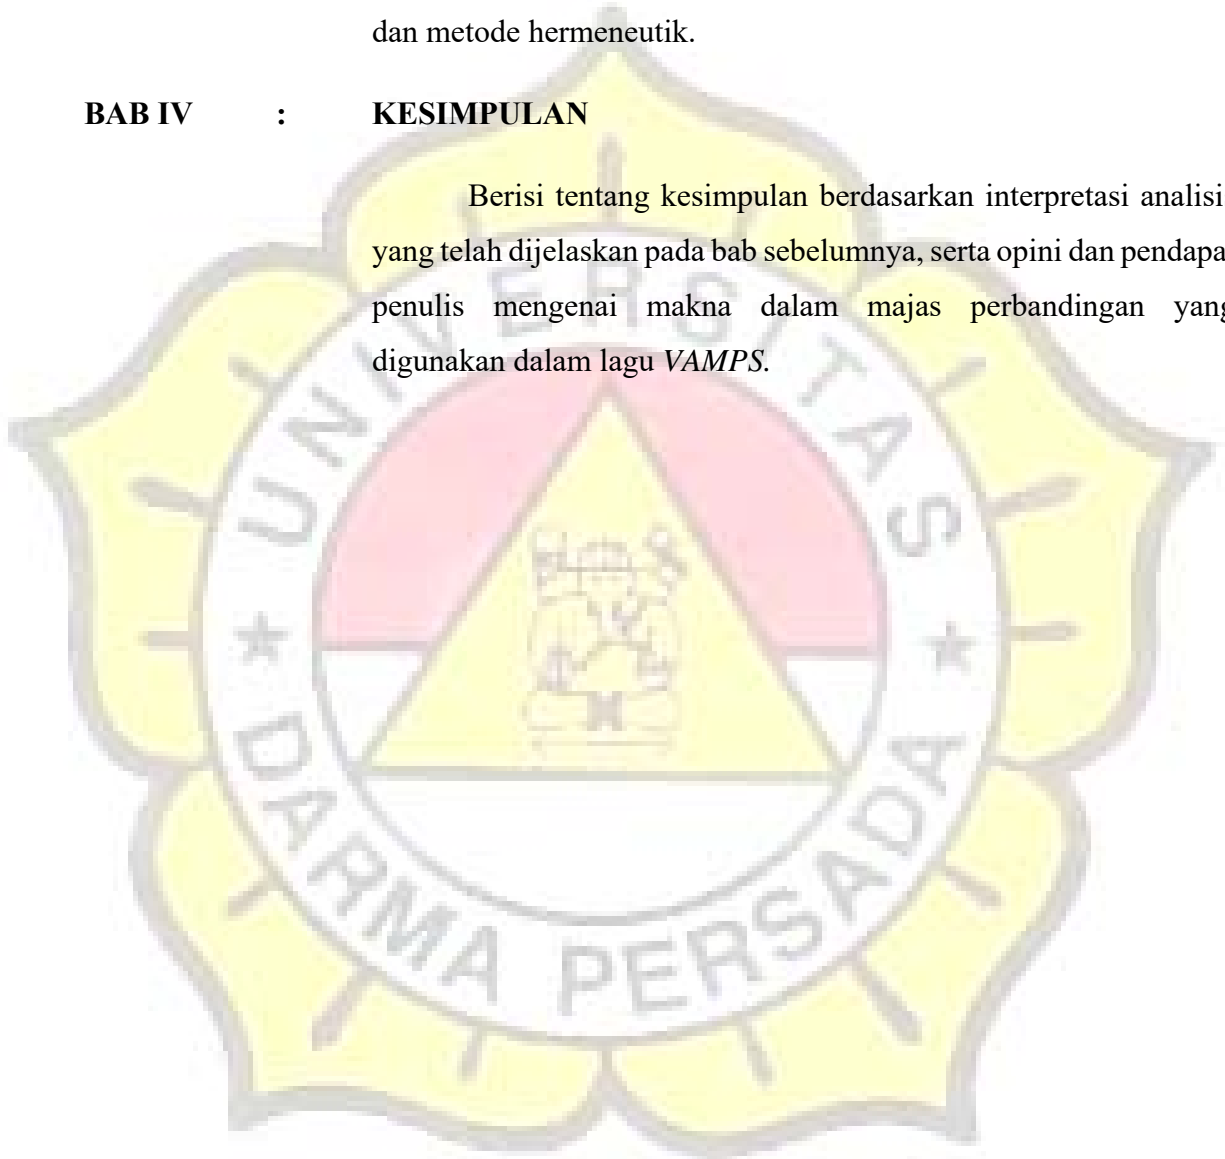 dan metode hermeneutik.
BAB IV : KESIMPULAN
Berisi tentang kesimpulan berdasarkan interpretasi analisi
yang telah dijelaskan pada bab sebelumnya, serta opini dan pendapa
penulis mengenai makna dalam majas perbandingan yang
digunakan dalam lagu VAMPS.
UNIVERSITAS
DARMA PERSADA